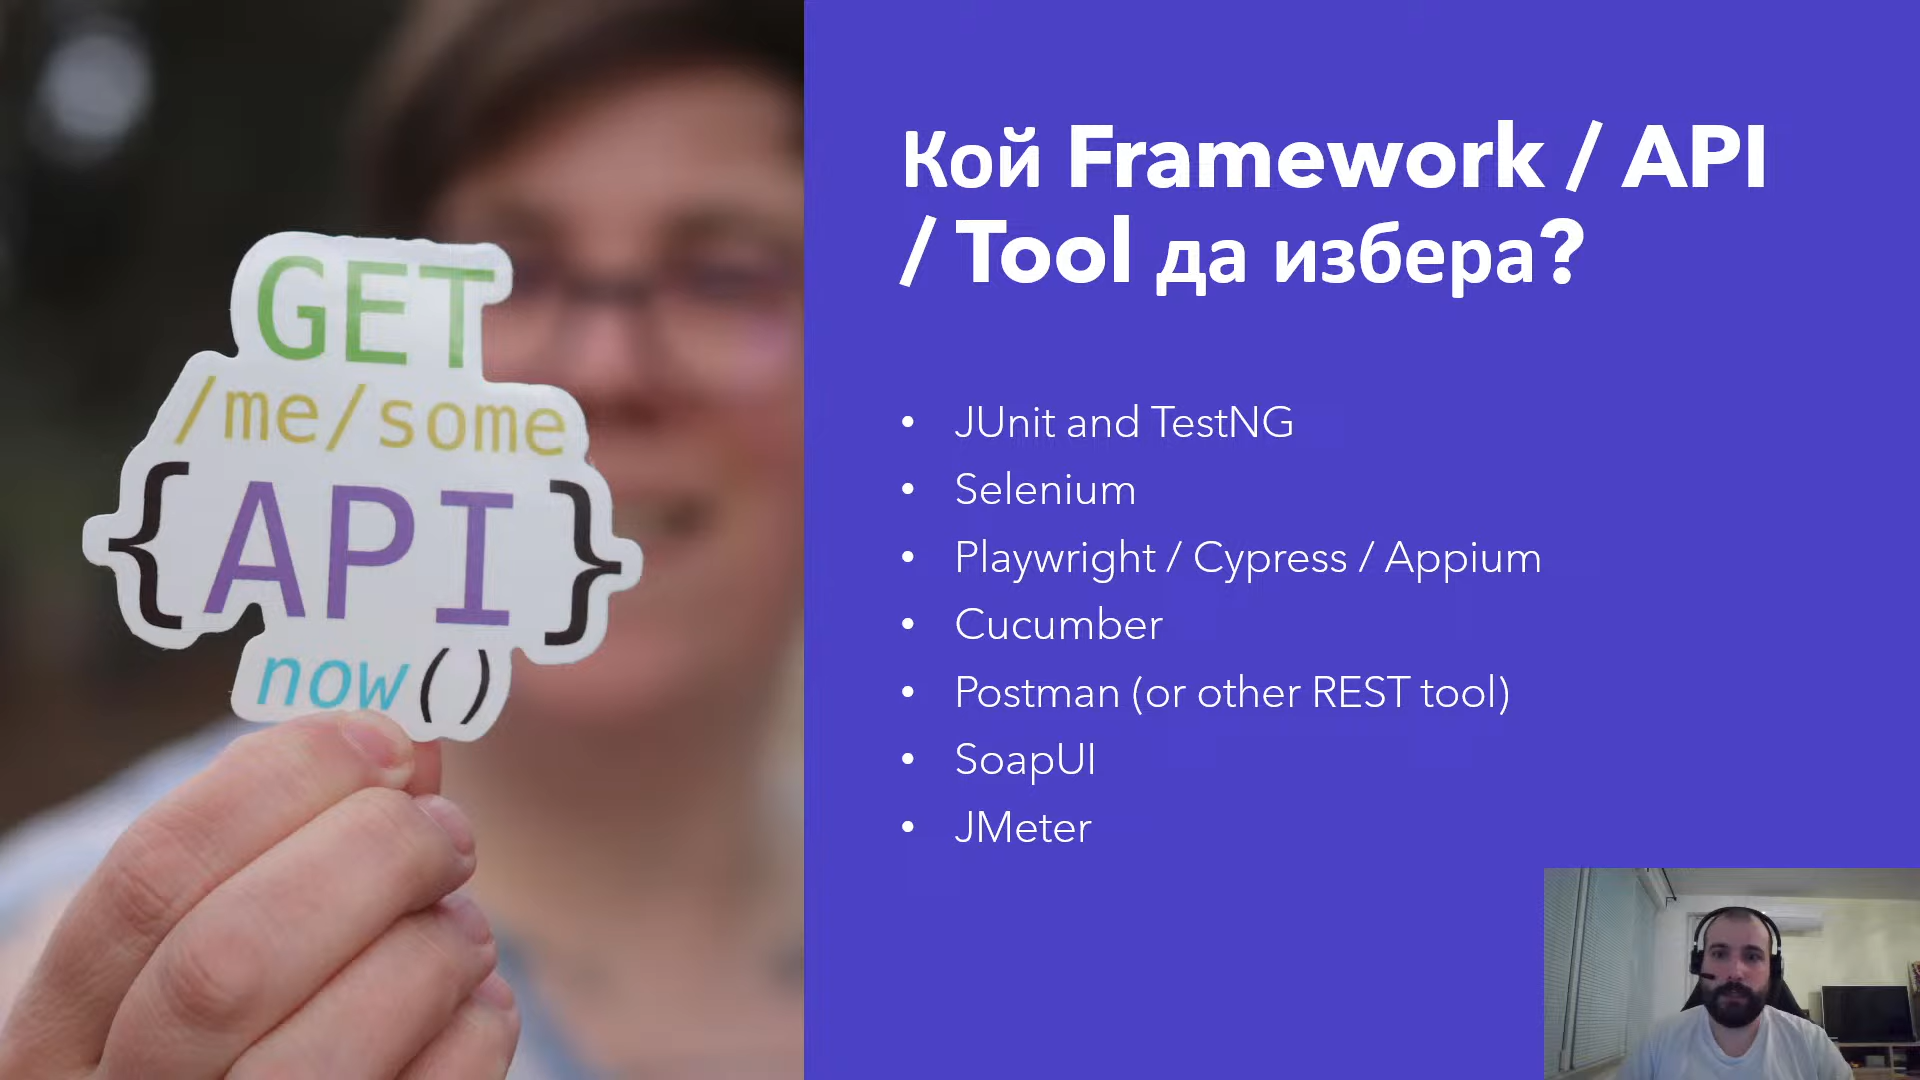 GET
/me/some
{API}
now()
Кой Framework / API
/ Tool да избера?
• JUnit and TestNG
• Selenium
• Playwright / Cypress / Appium
• Cucumber
• Postman (or other REST tool)
• SoapUI
• JMeter